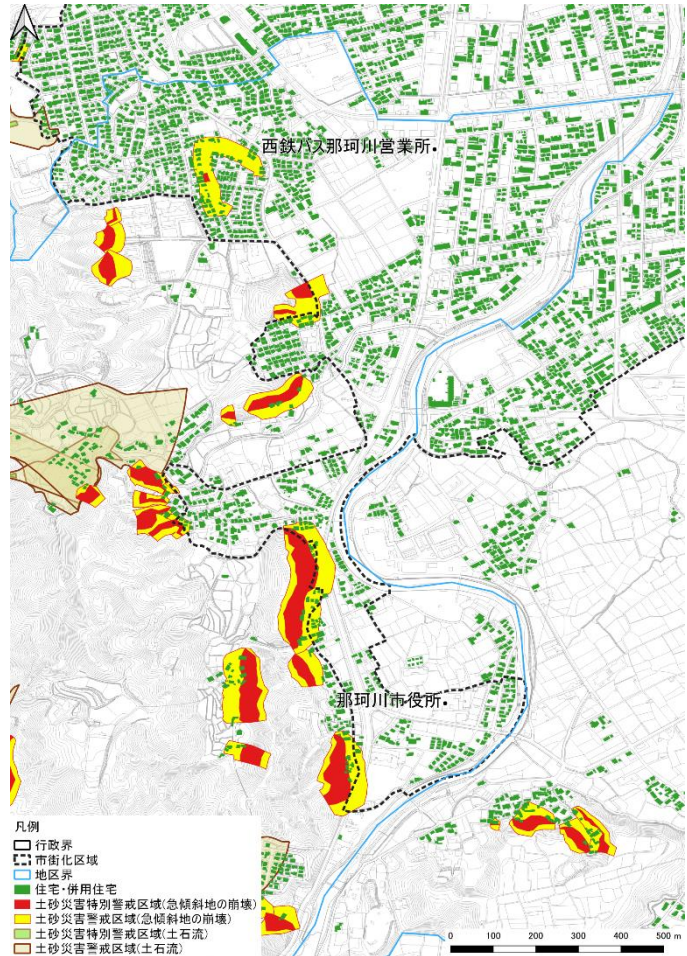 西鉄バス那珂川営業所
那珂川市役所
凡例
行政界
市街化区域
地区界
住宅・併用住宅
土砂災害特別警戒区域(急傾斜地の崩壊)
土砂災害警戒区域(急傾斜地の崩壊)
土砂災害特別警戒区域(土石流)
土砂災害警戒区域(土石流)
0 100 200 300 400 500 m